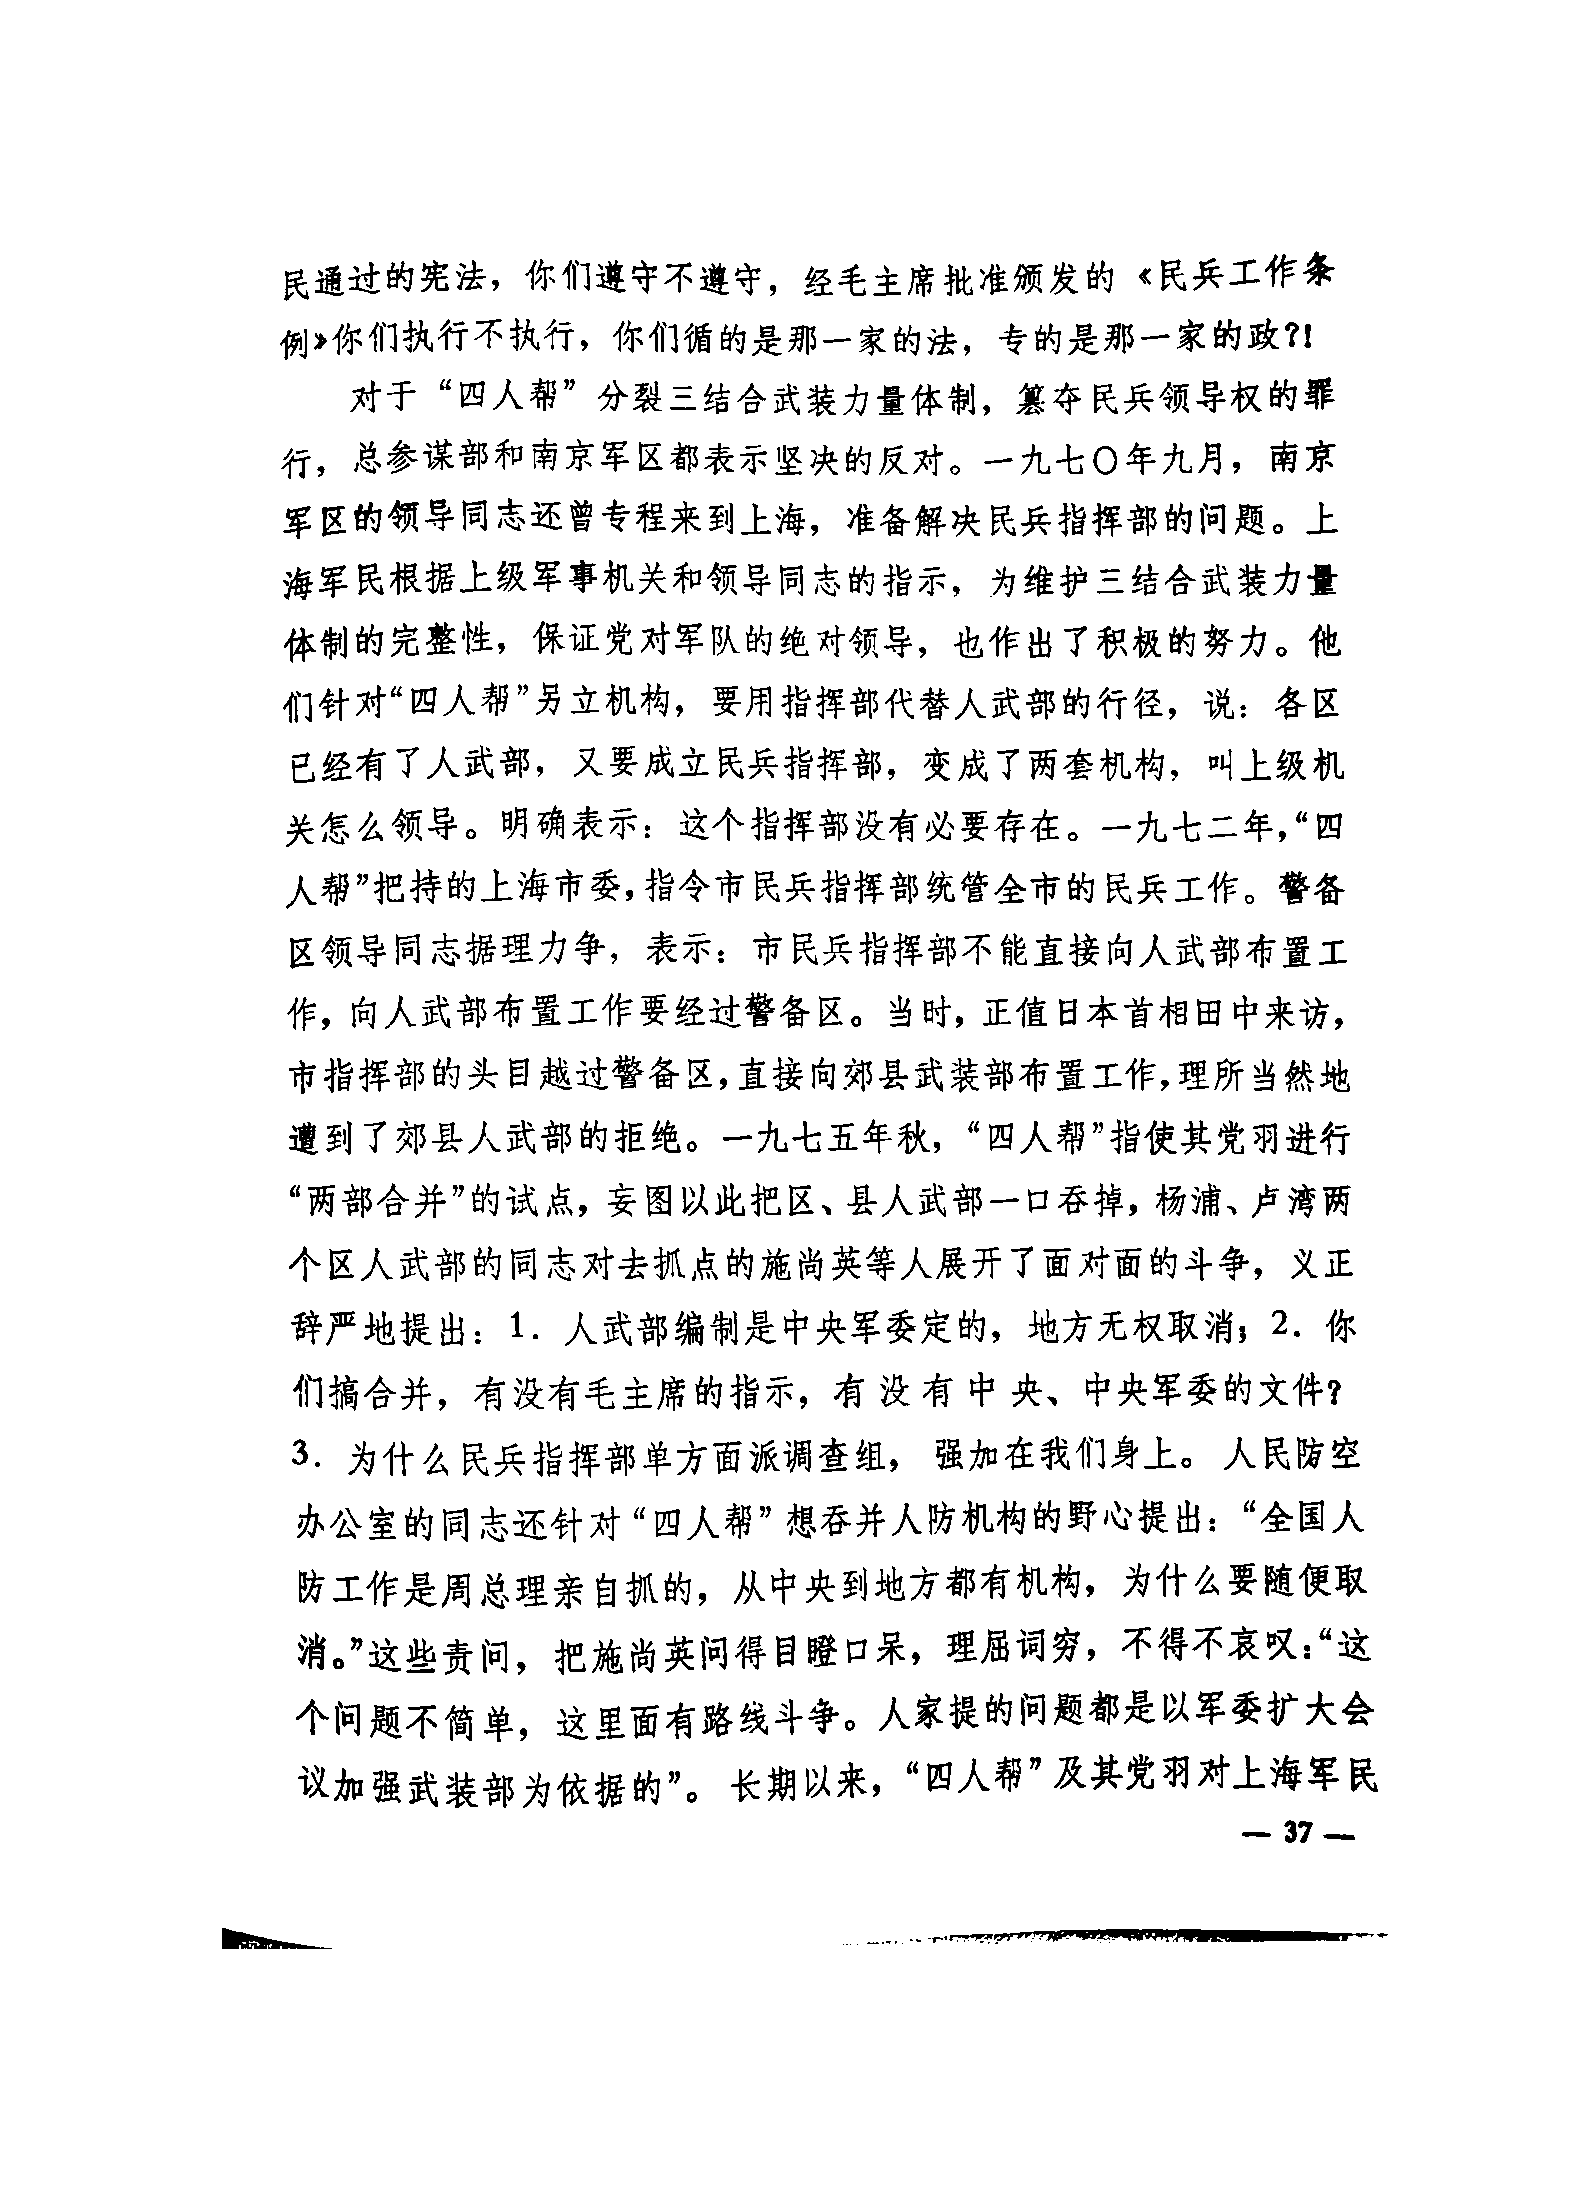 民通过的宪法，你们遵守不遵守，经毛主席批准颁发的《民兵工作条
例》你们执行不执行，你们循的是那一家的法，专的是那一家的政？！
对于“四人帮”分裂三结合武装力量体制，篡夺民兵领导权的罪
行，总参谋部和南京军区都表示坚决的反对。一九七〇年九月，南京
军区的领导同志还曾专程来到上海，准备解决民兵指挥部的问题。上
海军民根据上级军事机关和领导同志的指示，为维护三结合武装力量
体制的完整性，保证党对军队的绝对领导，也作出了积极的努力。他
们针对“四人帮”另立机构，要用指挥部代替人武部的行径，说：各区
已经有了人武部，又要成立民兵指挥部，变成了两套机构，叫上级机
关怎么领导。明确表示：这个指挥部没有必要存在。一九七二年，“四
人帮”把持的上海市委，指令市民兵指挥部统管全市的民兵工作。警备
区领导同志据理力争，表示：市民兵指挥部不能直接向人武部布置工
作，向人武部布置工作要经过警备区。当时，正值日本首相田中来访，
市指挥部的头目越过警备区，直接向郊县武装部布置工作，理所当然地
遭到了郊县人武部的拒绝。一九七五年秋，“四人帮”指使其党羽进行
“两部合并”的试点，妄图以此把区、县人武部一口吞掉，杨浦、卢湾两
个区人武部的同志对去抓点的施尚英等人展开了面对面的斗争，义正
辞严地提出：1．人武部编制是中央军委定的，地方无权取消；2．你
们搞合并，有没有毛主席的指示，有没有中央、中央军委的文件？
3．为什么民兵指挥部单方面派调查组，强加在我们身上。人民防空
办公室的同志还针对“四人帮”想吞并人防机构的野心提出：“全国人
防工作是周总理亲自抓的，从中央到地方都有机构，为什么要随便取
消。”这些责问，把施尚英问得目瞪口呆，理屈词穷，不得不哀叹：“这
个问题不简单，这里面有路线斗争。人家提的问题都是以军委扩大会
议加强武装部为依据的”。长期以来，“四人帮”及其党羽对上海军民
— 37 —